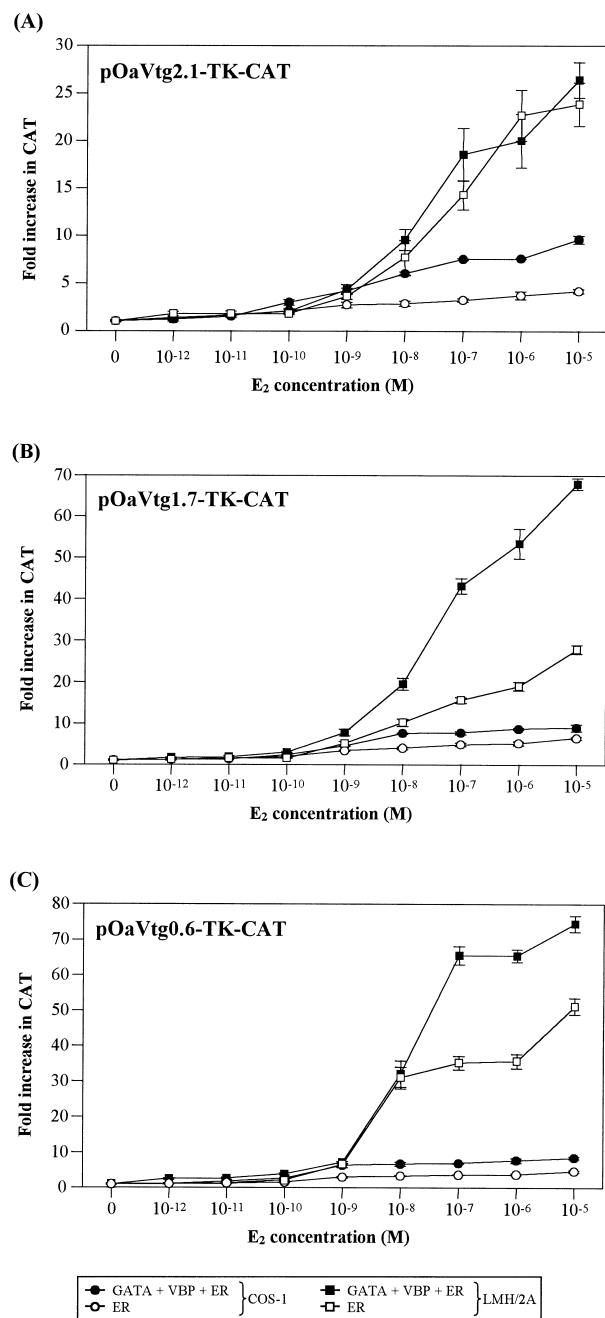 (A)
pOaVtg2.1-TK-CAT
Fold increase in CAT
30
25
20
15
10
5
0
0 10-12 10-11 10-10 10-9 10-8 10-7 10-6 10-5
E2 concentration (M)
(B)
pOaVtg1.7-TK-CAT
Fold increase in CAT
70
60
50
40
30
20
10
0
0 10-12 10-11 10-10 10-9 10-8 10-7 10-6 10-5
E2 concentration (M)
(C)
pOaVtg0.6-TK-CAT
Fold increase in CAT
80
70
60
50
40
30
20
10
0
0 10-12 10-11 10-10 10-9 10-8 10-7 10-6 10-5
E2 concentration (M)
GATA + VBP + ER
ER
COS-1
GATA + VBP + ER
ER
LMH/2A